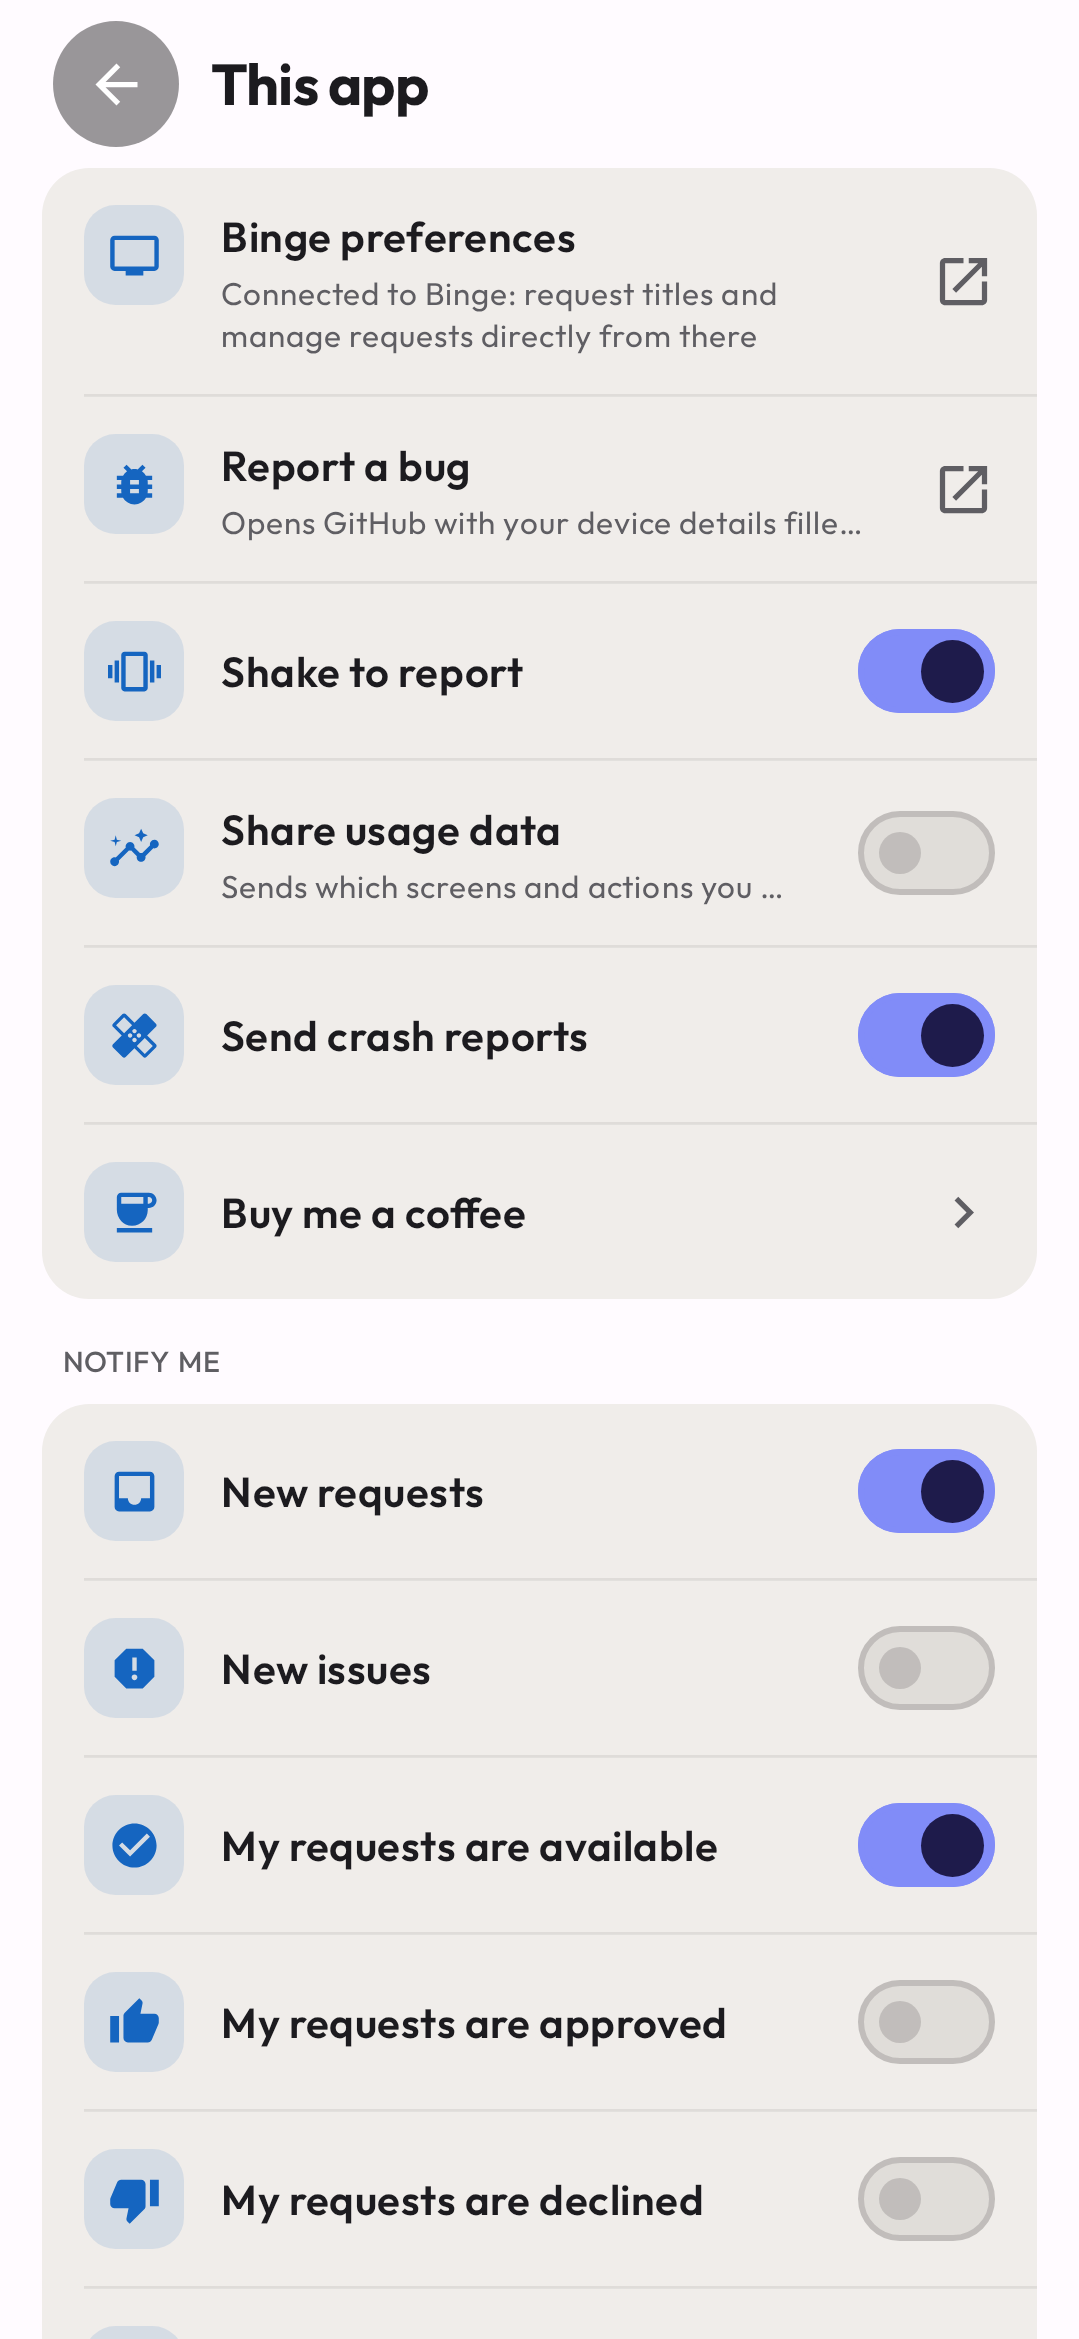 This app
Binge preferences
Connected to Binge: request titles and
manage requests directly from there
Report a bug
Opens GitHub with your device details fille…
Shake to report
Share usage data
Sends which screens and actions you …
Send crash reports
Buy me a coffee
NOTIFY ME
New requests
New issues
My requests are available
My requests are approved
My requests are declined